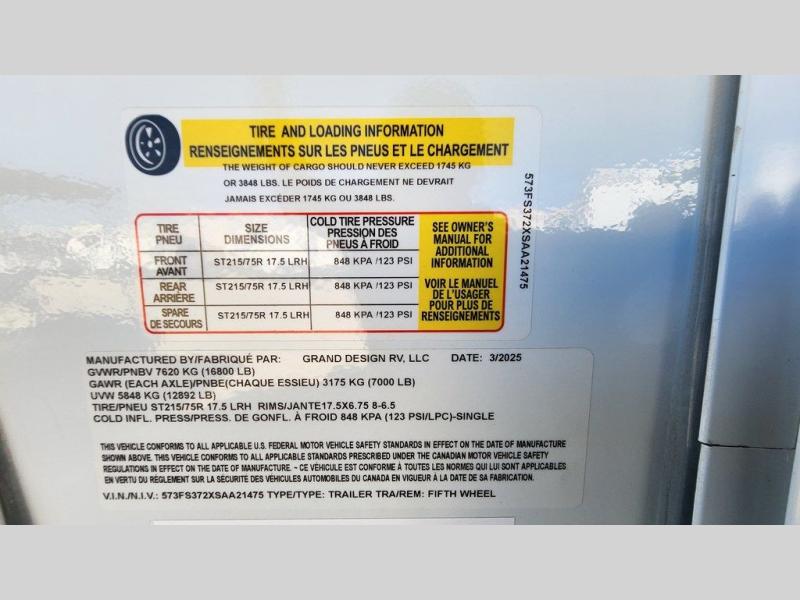 TIRE AND LOADING INFORMATION
RENSEIGNEMENTS SUR LES PNEUS ET LE CHARGEMENT
THE WEIGHT OF CARGO SHOULD NEVER EXCEED 1745 KG
OR 3848 LBS. LE POIDS DE CHARGEMENT NE DEVRAIT
JAMAIS EXCÉDER 1745 KG OU 3848 LBS.
TIRE
PNEU
SIZE
DIMENSIONS
COLD TIRE PRESSURE
PRESSION DES
PNEUS À FROID
FRONT
AVANT
ST215/75R 17.5 LRH
848 KPA /123 PSI
REAR
ARRIÈRE
ST215/75R 17.5 LRH
848 KPA /123 PSI
SPARE
DE SECOURS
ST215/75R 17.5 LRH
848 KPA /123 PSI
SEE OWNER'S
MANUAL FOR
ADDITIONAL
INFORMATION
VOIR LE MANUEL
DE L'USAGER
POUR PLUS DE
RENSEIGNEMENTS
573FS372XSAA21475
MANUFACTURED BY/FABRIQUÉ PAR: GRAND DESIGN RV, LLC DATE: 3/2025
GVWR/PNBV 7620 KG (16800 LB)
GAWR (EACH AXLE)/PNBE(CHAQUE ESSIEU) 3175 KG (7000 LB)
UVW 5848 KG (12892 LB)
TIRE/PNEU ST215/75R 17.5 LRH RIMS/JANTE17.5X6.75 8-6.5
COLD INFL. PRESS/PRESS. DE GONFL. À FROID 848 KPA (123 PSI/LPC)-SINGLE
THIS VEHICLE CONFORMS TO ALL APPLICABLE U.S. FEDERAL MOTOR VEHICLE SAFETY STANDARDS IN EFFECT ON THE DATE OF MANUFACTURE
SHOWN ABOVE. THIS VEHICLE CONFORMS TO ALL APPLICABLE STANDARDS PRESCRIBED UNDER THE CANADIAN MOTOR VEHICLE SAFETY
REGULATIONS IN EFFECT ON THE DATE OF MANUFACTURE. ~ CE VÉHICULE EST CONFORME À TOUTES LES NORMES QUI LUI SONT APPLICABLES
EN VERTU DU RÈGLEMENT SUR LA SÉCURITÉ DES VÉHICULES AUTOMOBILES DU CANADA EN VIGUEUR À LA DATE DE SA FABRICATION.
V.I.N./N.I.V.: 573FS372XSAA21475 TYPE/TYPE: TRAILER TRA/REM: FIFTH WHEEL